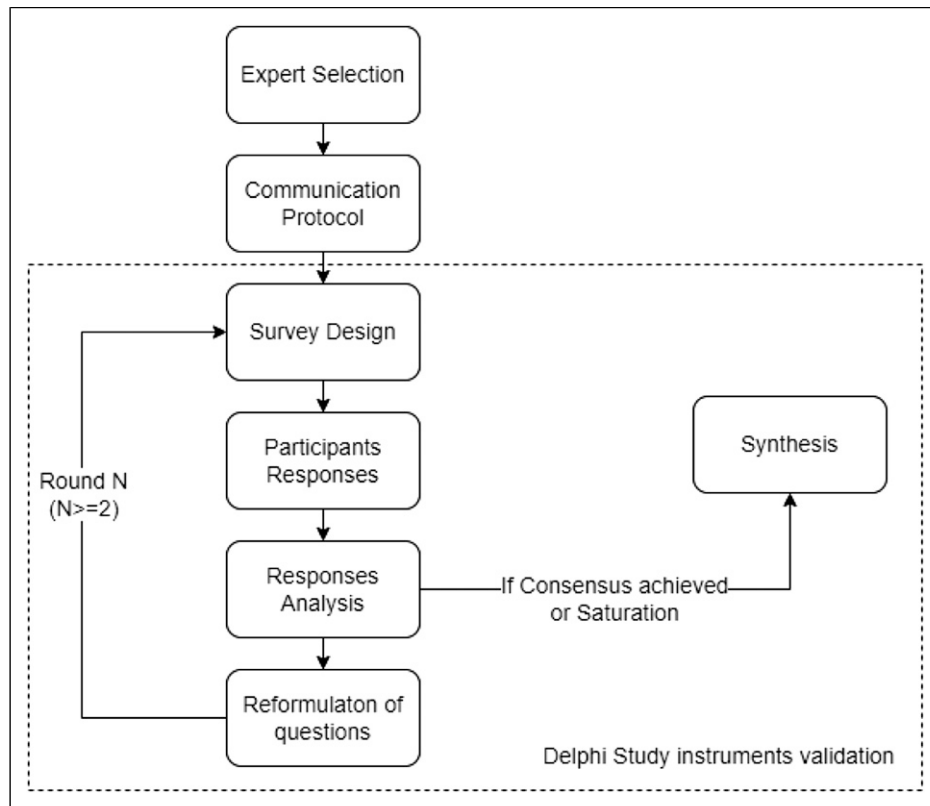 Expert Selection
Communication
Protocol
Survey Design
Participants
Responses
Synthesis
Round N
(N>=2)
Responses
Analysis
If Consensus achieved
or Saturation
Reformulaton of
questions
Delphi Study instruments validation